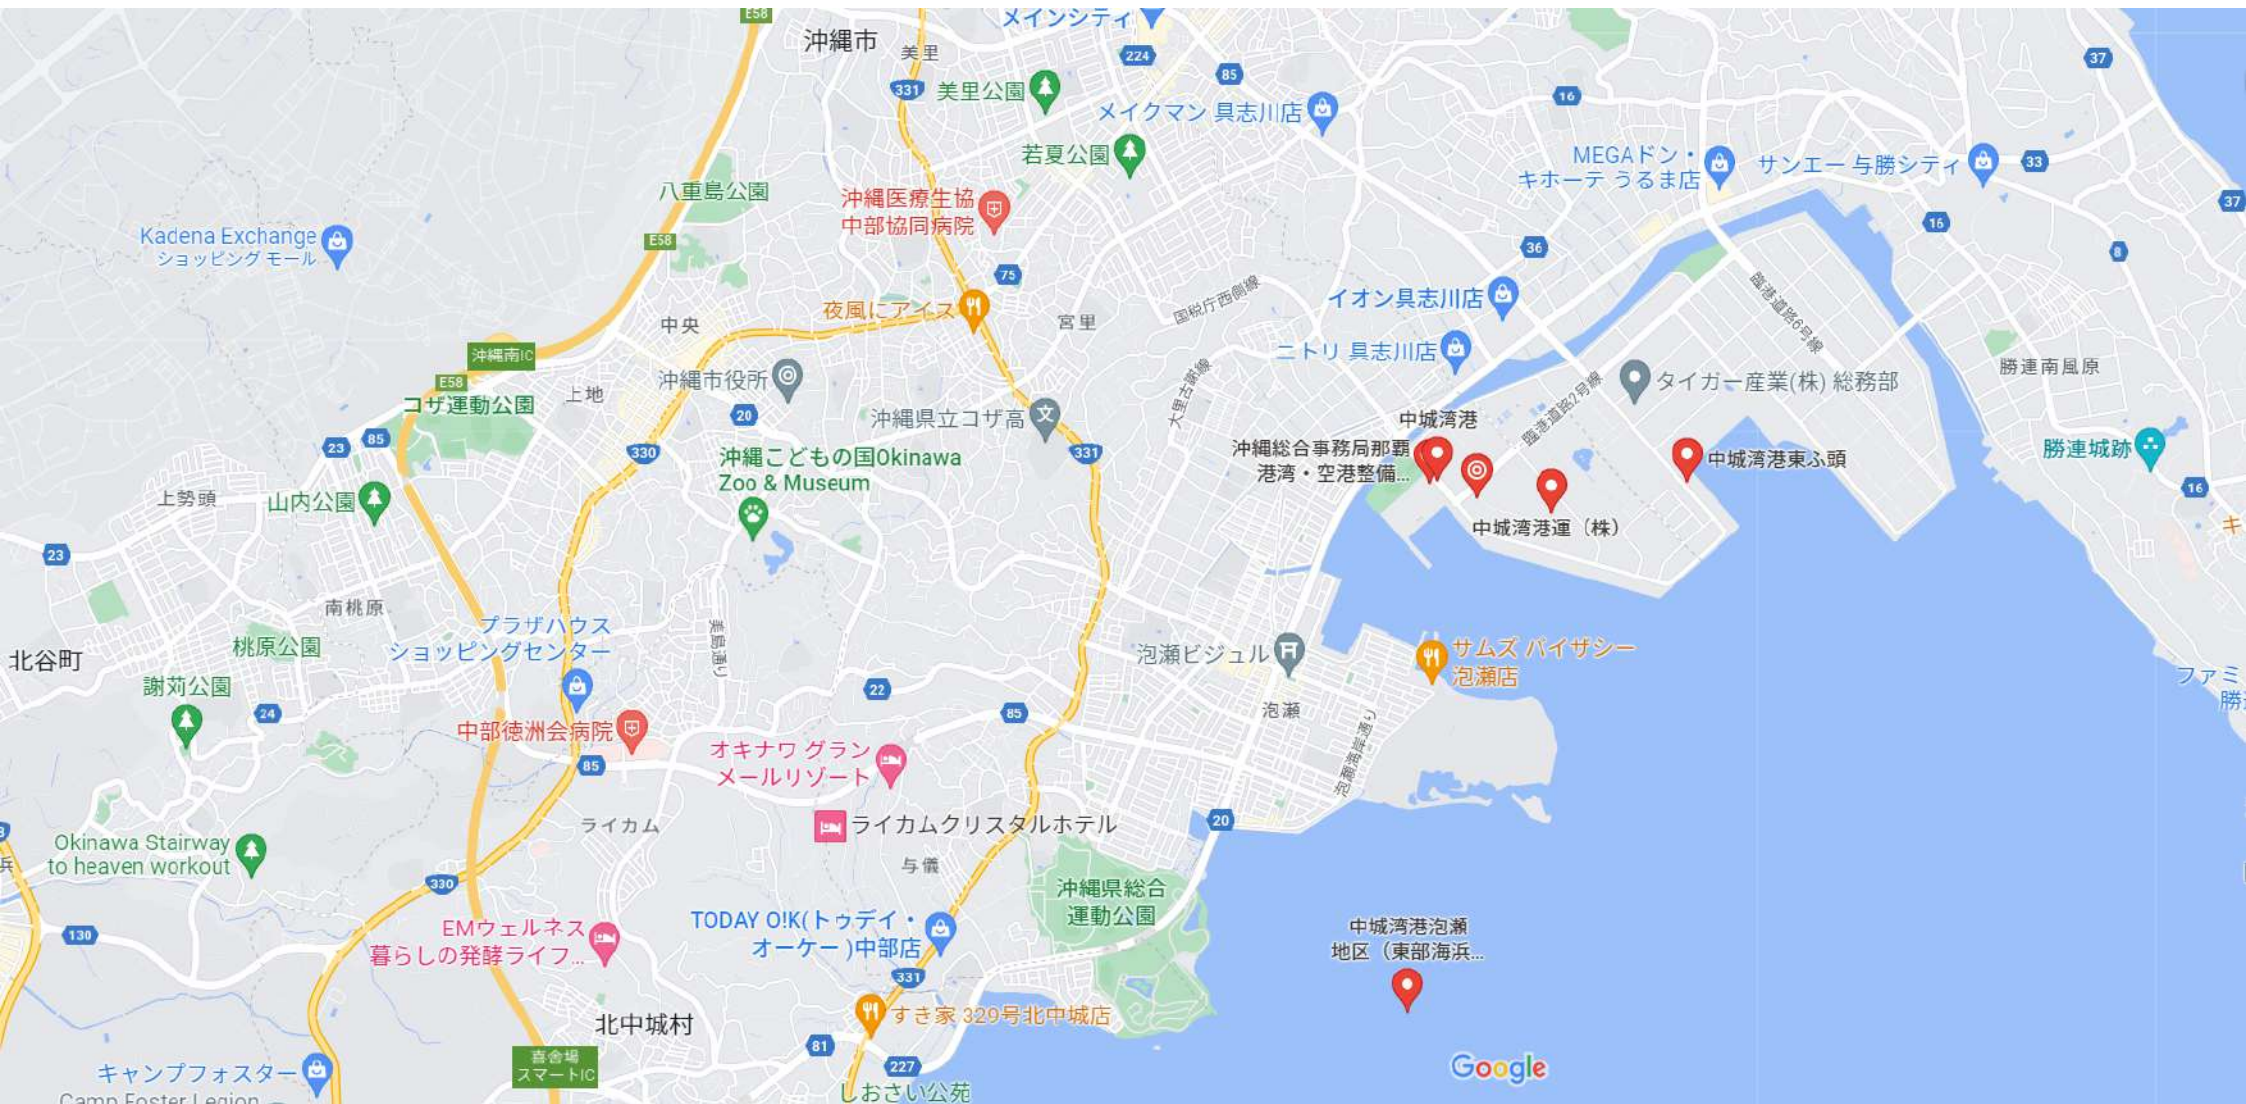 E58
沖縄市
美里
メインシティ
224
85
37
331
美里公園
16
メイクマン 具志川店
若夏公園
MEGAドン・
キホーテ うるま店
サンエー 与勝シティ
33
八重島公園
沖縄医療生協
中部協同病院
37
16
Kadena Exchange
ショッピング モール
E58
36
8
75
国税庁西側線
臨港道路6号線
イオン具志川店
夜風にアイス
中央
宮里
沖縄南IC
ニトリ 具志川店
大里古謝線
勝連南風原
E58
沖縄市役所
タイガー産業(株) 総務部
コザ運動公園
上地
20
沖縄県立コザ高
臨港道路2号線
中城湾港
23
85
330
331
沖縄総合事務局那覇
港湾・空港整備...
中城湾港東ふ頭
勝連城跡
沖縄こどもの国Okinawa
Zoo & Museum
上勢頭
山内公園
16
中城湾港運（株）
キ
23
南桃原
プラザハウス
ショッピングセンター
美島通り
桃原公園
北谷町
泡瀬ビジュル
サムズ バイザシー
泡瀬店
ファミ
勝連
謝苅公園
22
24
85
泡瀬
泡瀬海岸通り
中部徳洲会病院
85
オキナワ グラン
メールリゾート
ライカム
ライカムクリスタルホテル
20
Okinawa Stairway
to heaven workout
浜
与儀
330
沖縄県総合
運動公園
TODAY O!K(トゥデイ・
オーケー )中部店
130
EMウェルネス
暮らしの発酵ライフ...
中城湾港泡瀬
地区（東部海浜...
331
すき家 329号北中城店
北中城村
81
227
喜舎場
スマートIC
キャンプフォスター
Camp Foster Legion
しおさい公苑
Google